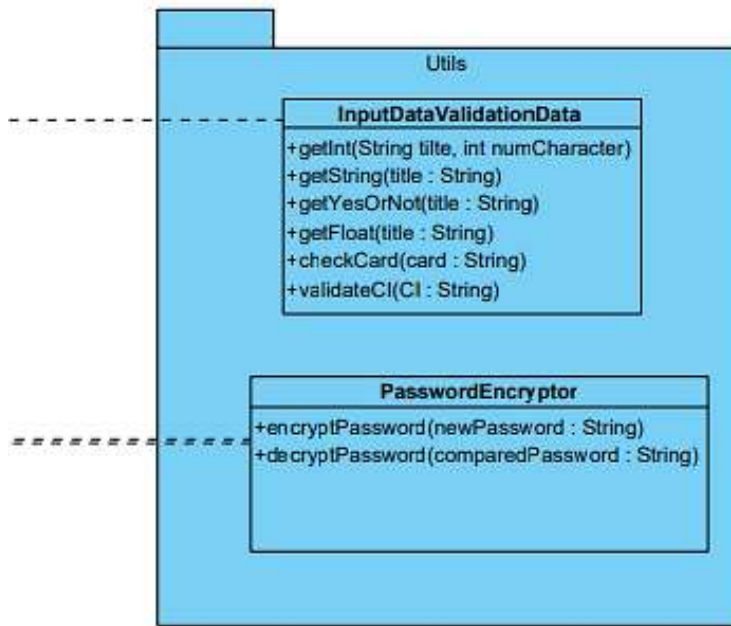 Utils
InputDataValidationData
+getInt(String tilte, int numCharacter)
+getString(title : String)
+getYesOrNot(title : String)
+getFloat(title : String)
+checkCard(card : String)
+validateCI(CI : String)
PasswordEncryptor
+encryptPassword(newPassword : String)
+decryptPassword(comparedPassword : String)